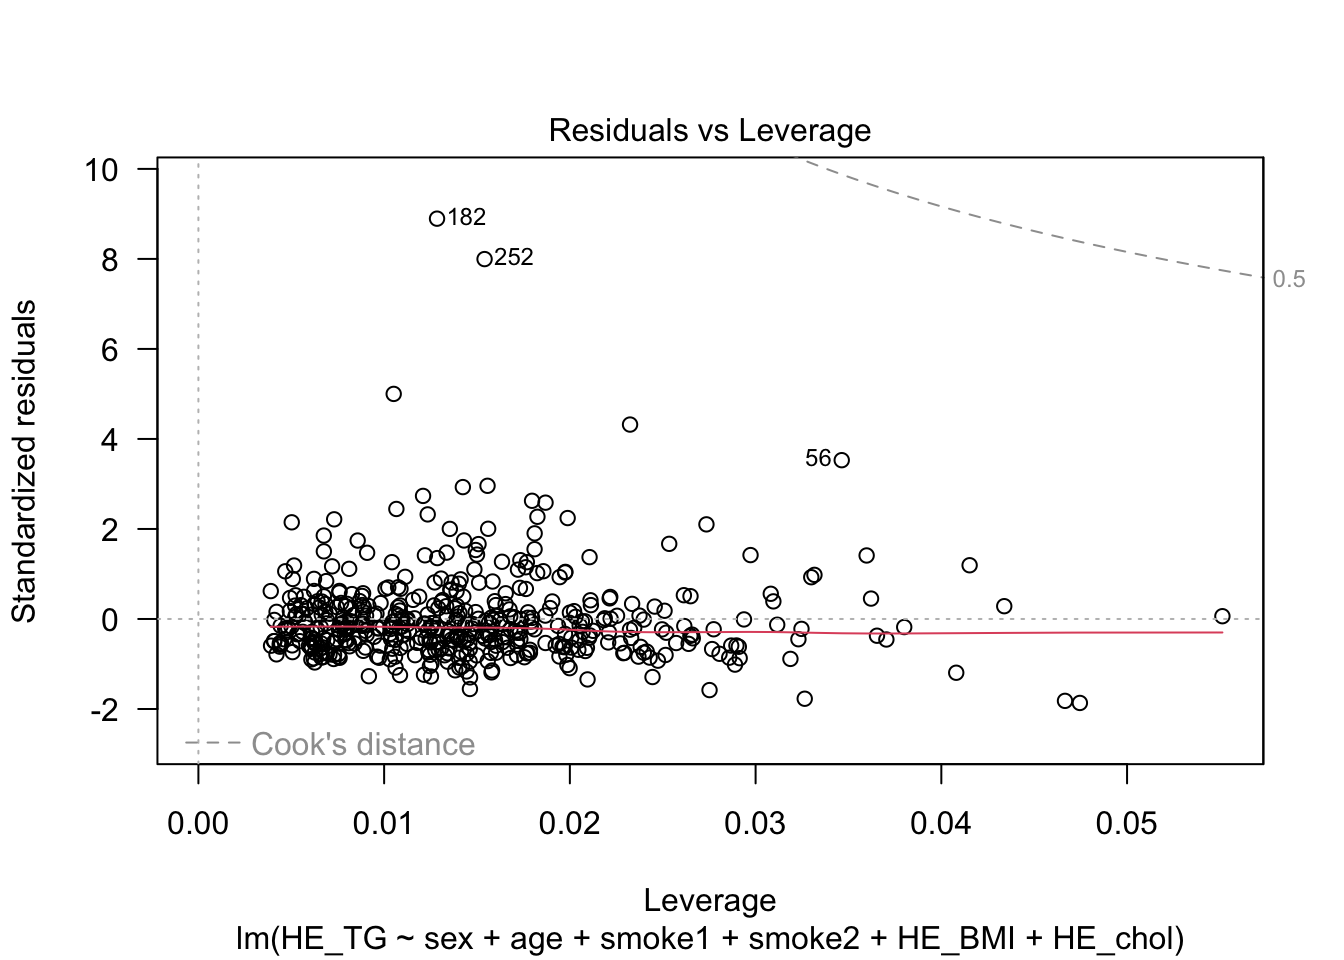 Residuals vs Leverage
Standardized residuals
10
8
6
4
2
0
-2
182
252
56
0.5
Cook's distance
0.00 0.01 0.02 0.03 0.04 0.05
Leverage
lm(HE_TG ~ sex + age + smoke1 + smoke2 + HE_BMI + HE_chol)